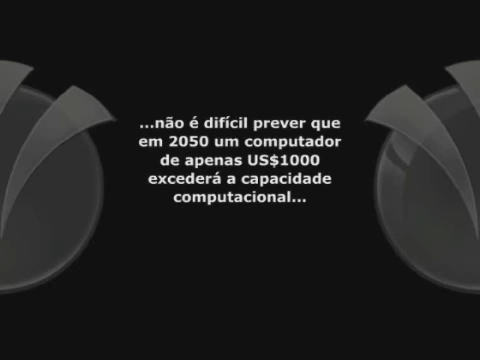 ...não é difícil prever que
em 2050 um computador
de apenas US$1000
excederá a capacidade
computacional...